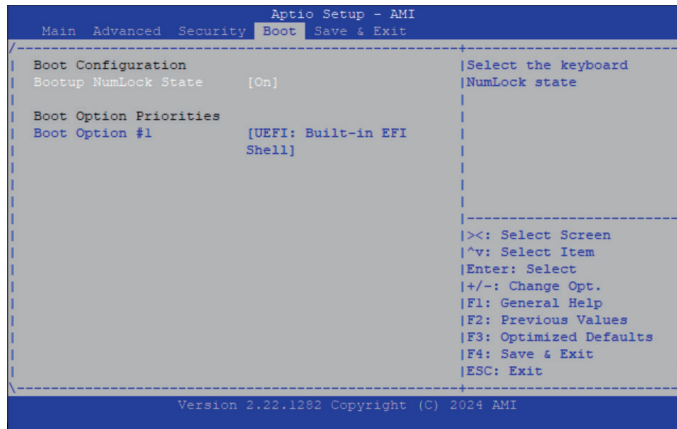 Aptio Setup - AMI
Main Advanced Security Boot Save & Exit
Boot Configuration
Bootup NumLock State [On]
Boot Option Priorities
Boot Option #1 [UEFI: Built-in EFI
Shell]
Select the keyboard
NumLock state
><: Select Screen
^v: Select Item
Enter: Select
+/-: Change Opt.
F1: General Help
F2: Previous Values
F3: Optimized Defaults
F4: Save & Exit
ESC: Exit
Version 2.22.1282 Copyright (C) 2024 AMI